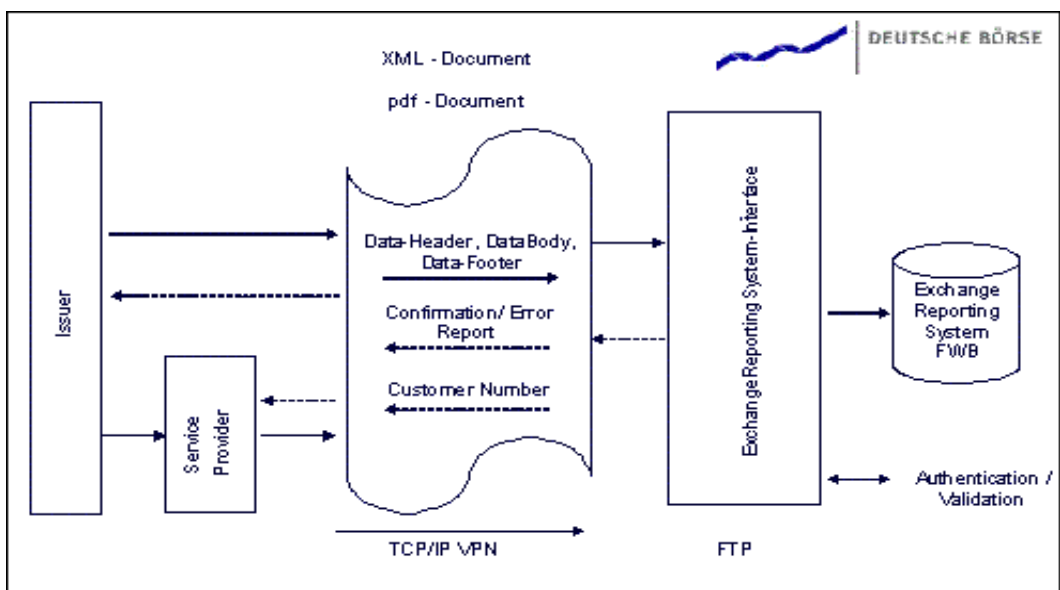 DEUTSCHE BÖRSE
XML - Document
pdf - Document
Issuer
Service
Provider
Data-Header, DataBody,
Data-Footer
Confirmation / Error
Report
Customer Number
Exchange Reporting System-Interface
Exchange
Reporting
System
FWB
Authentication /
Validation
TCP/IP VPN
FTP